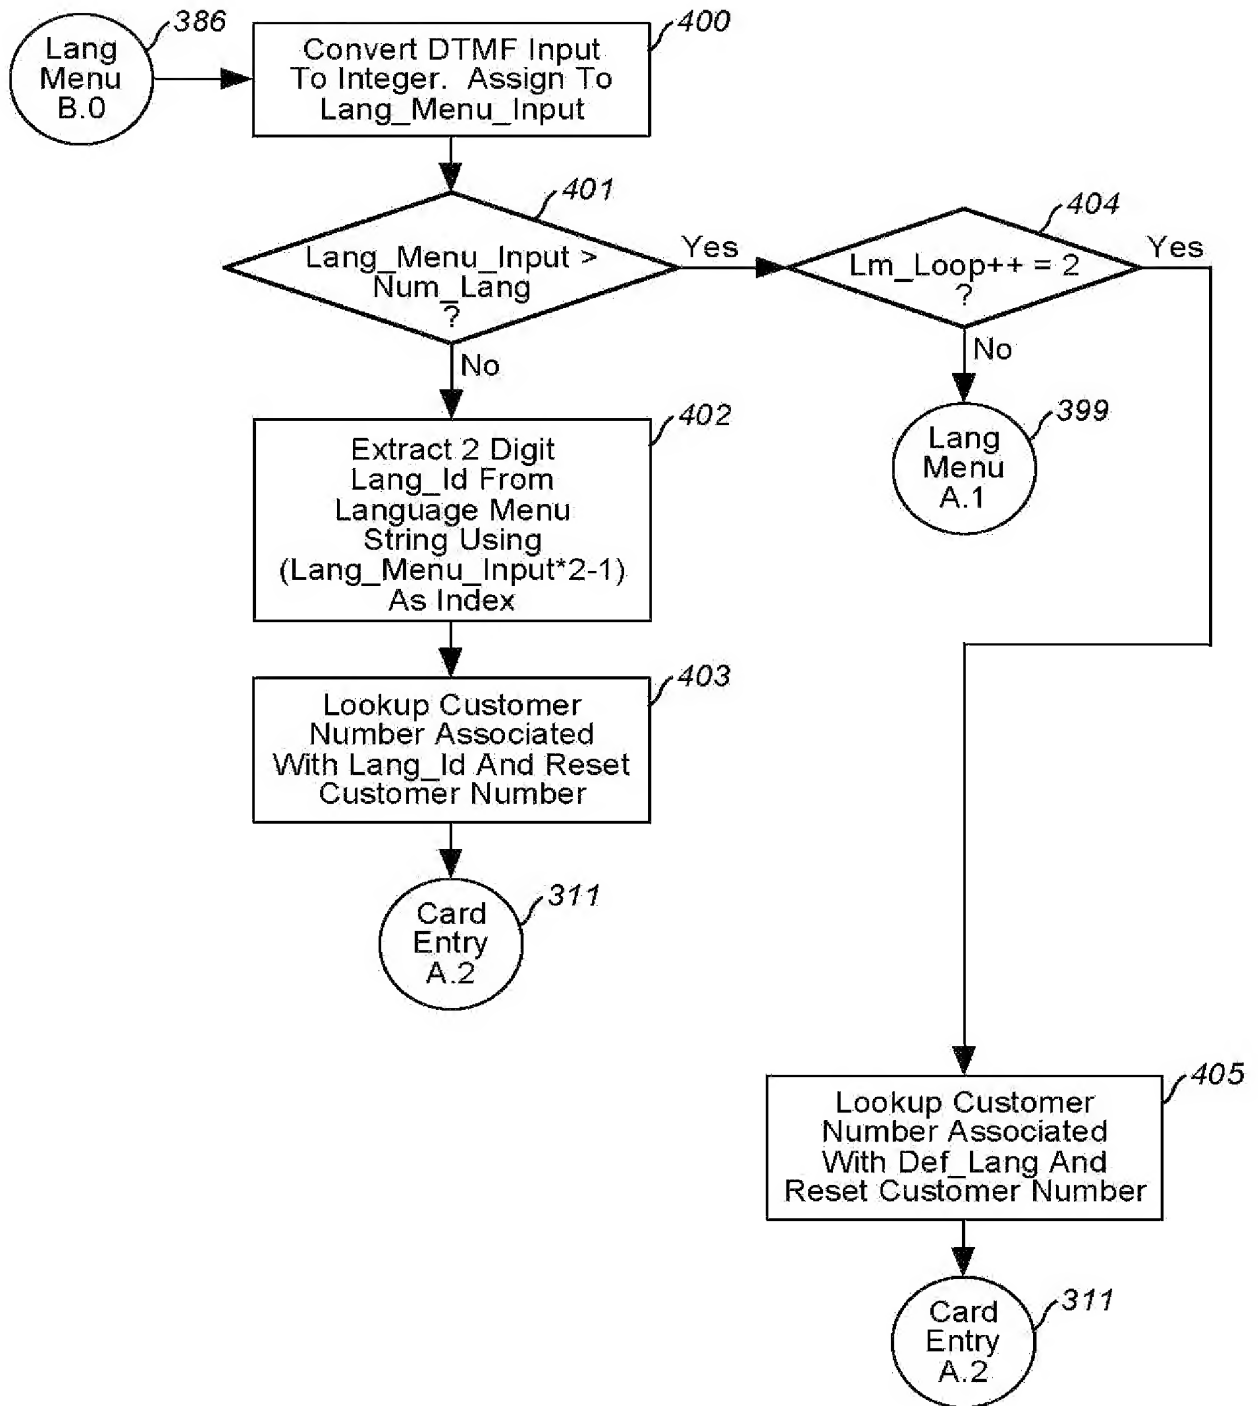 386
Lang
Menu
B.0
400
Convert DTMF Input
To Integer. Assign To
Lang_Menu_Input
401
Lang_Menu_Input >
Num_Lang
?
Yes
No
404
Lm_Loop++ = 2
?
Yes
No
399
Lang
Menu
A.1
402
Extract 2 Digit
Lang_Id From
Language Menu
String Using
(Lang_Menu_Input*2-1)
As Index
403
Lookup Customer
Number Associated
With Lang_Id And Reset
Customer Number
311
Card
Entry
A.2
405
Lookup Customer
Number Associated
With Def_Lang And
Reset Customer Number
311
Card
Entry
A.2